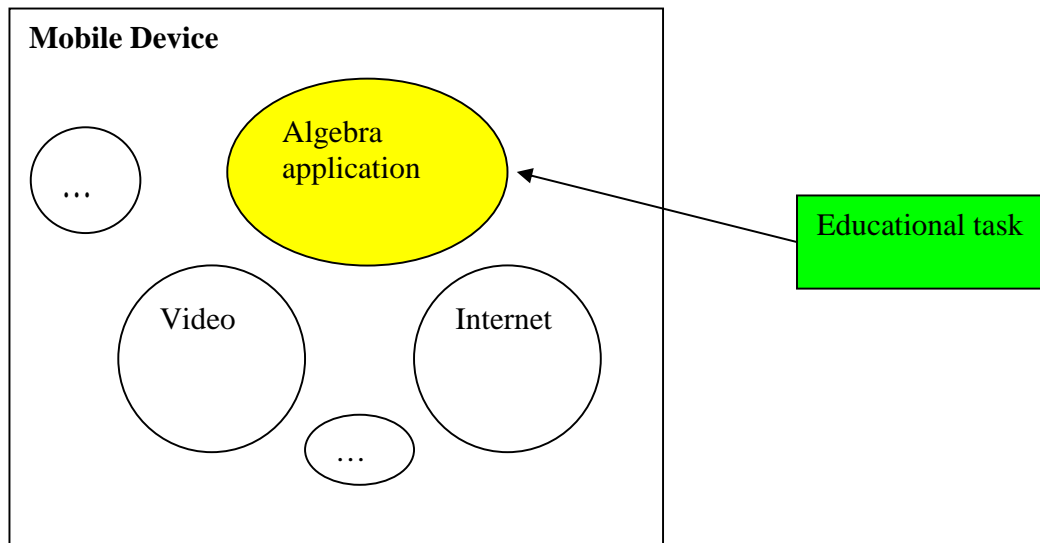 Mobile Device
Algebra
application
…
Educational task
Video
Internet
…